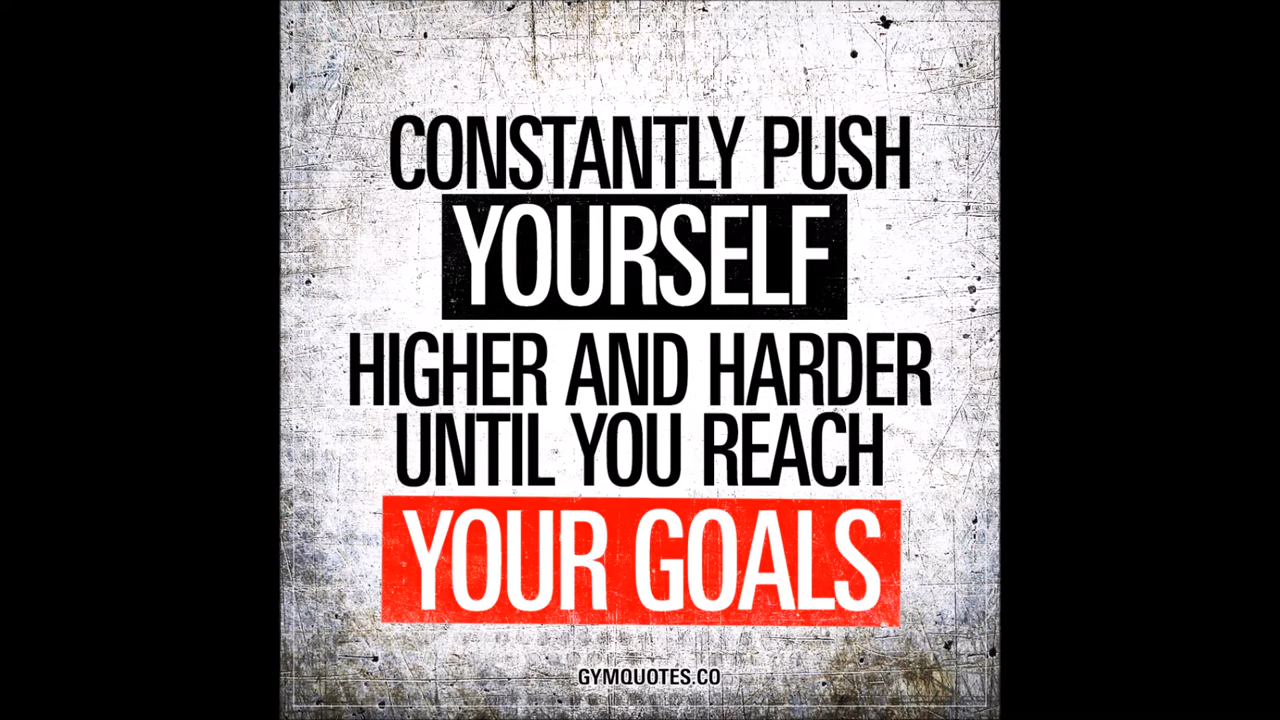 CONSTANTLY PUSH
YOURSELF
HIGHER AND HARDER
UNTIL YOU REACH
YOUR GOALS
GYMQUOTES.CO